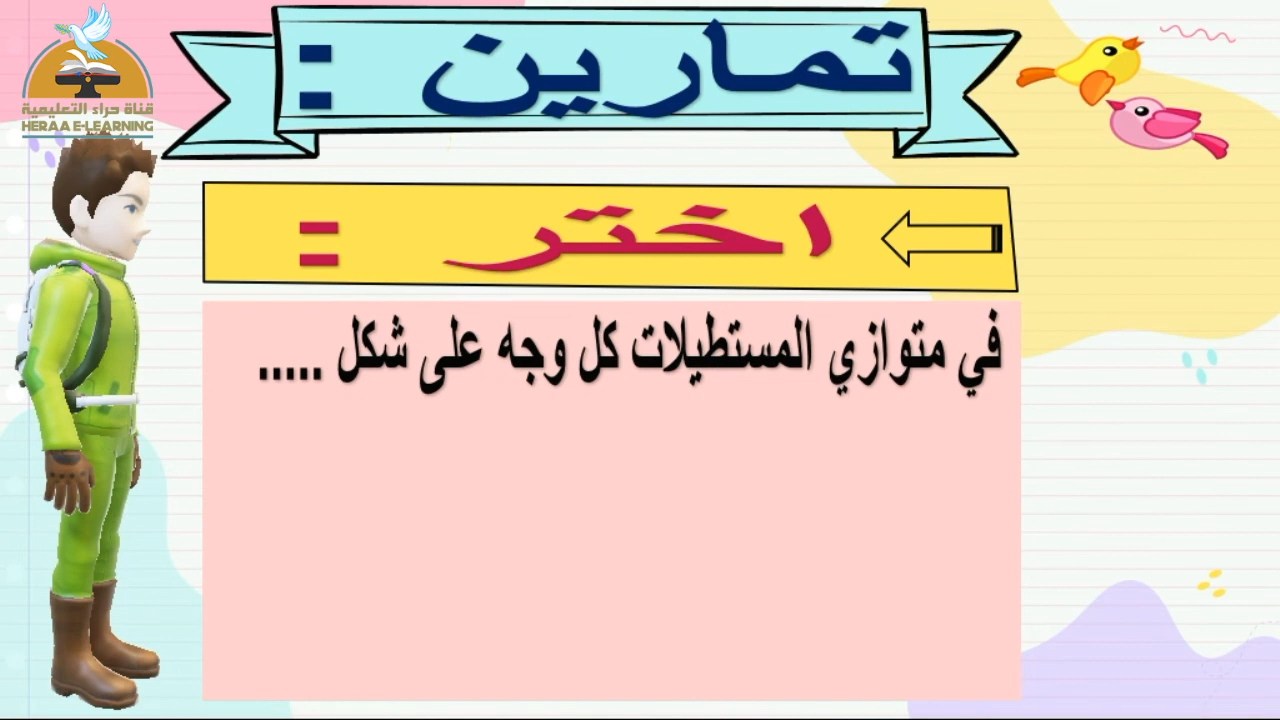 قناة حراء التعليمية
HERAA E-LEARNING
تمارين :
اختر :
في متوازي المستطيلات كل وجه على شكل .....